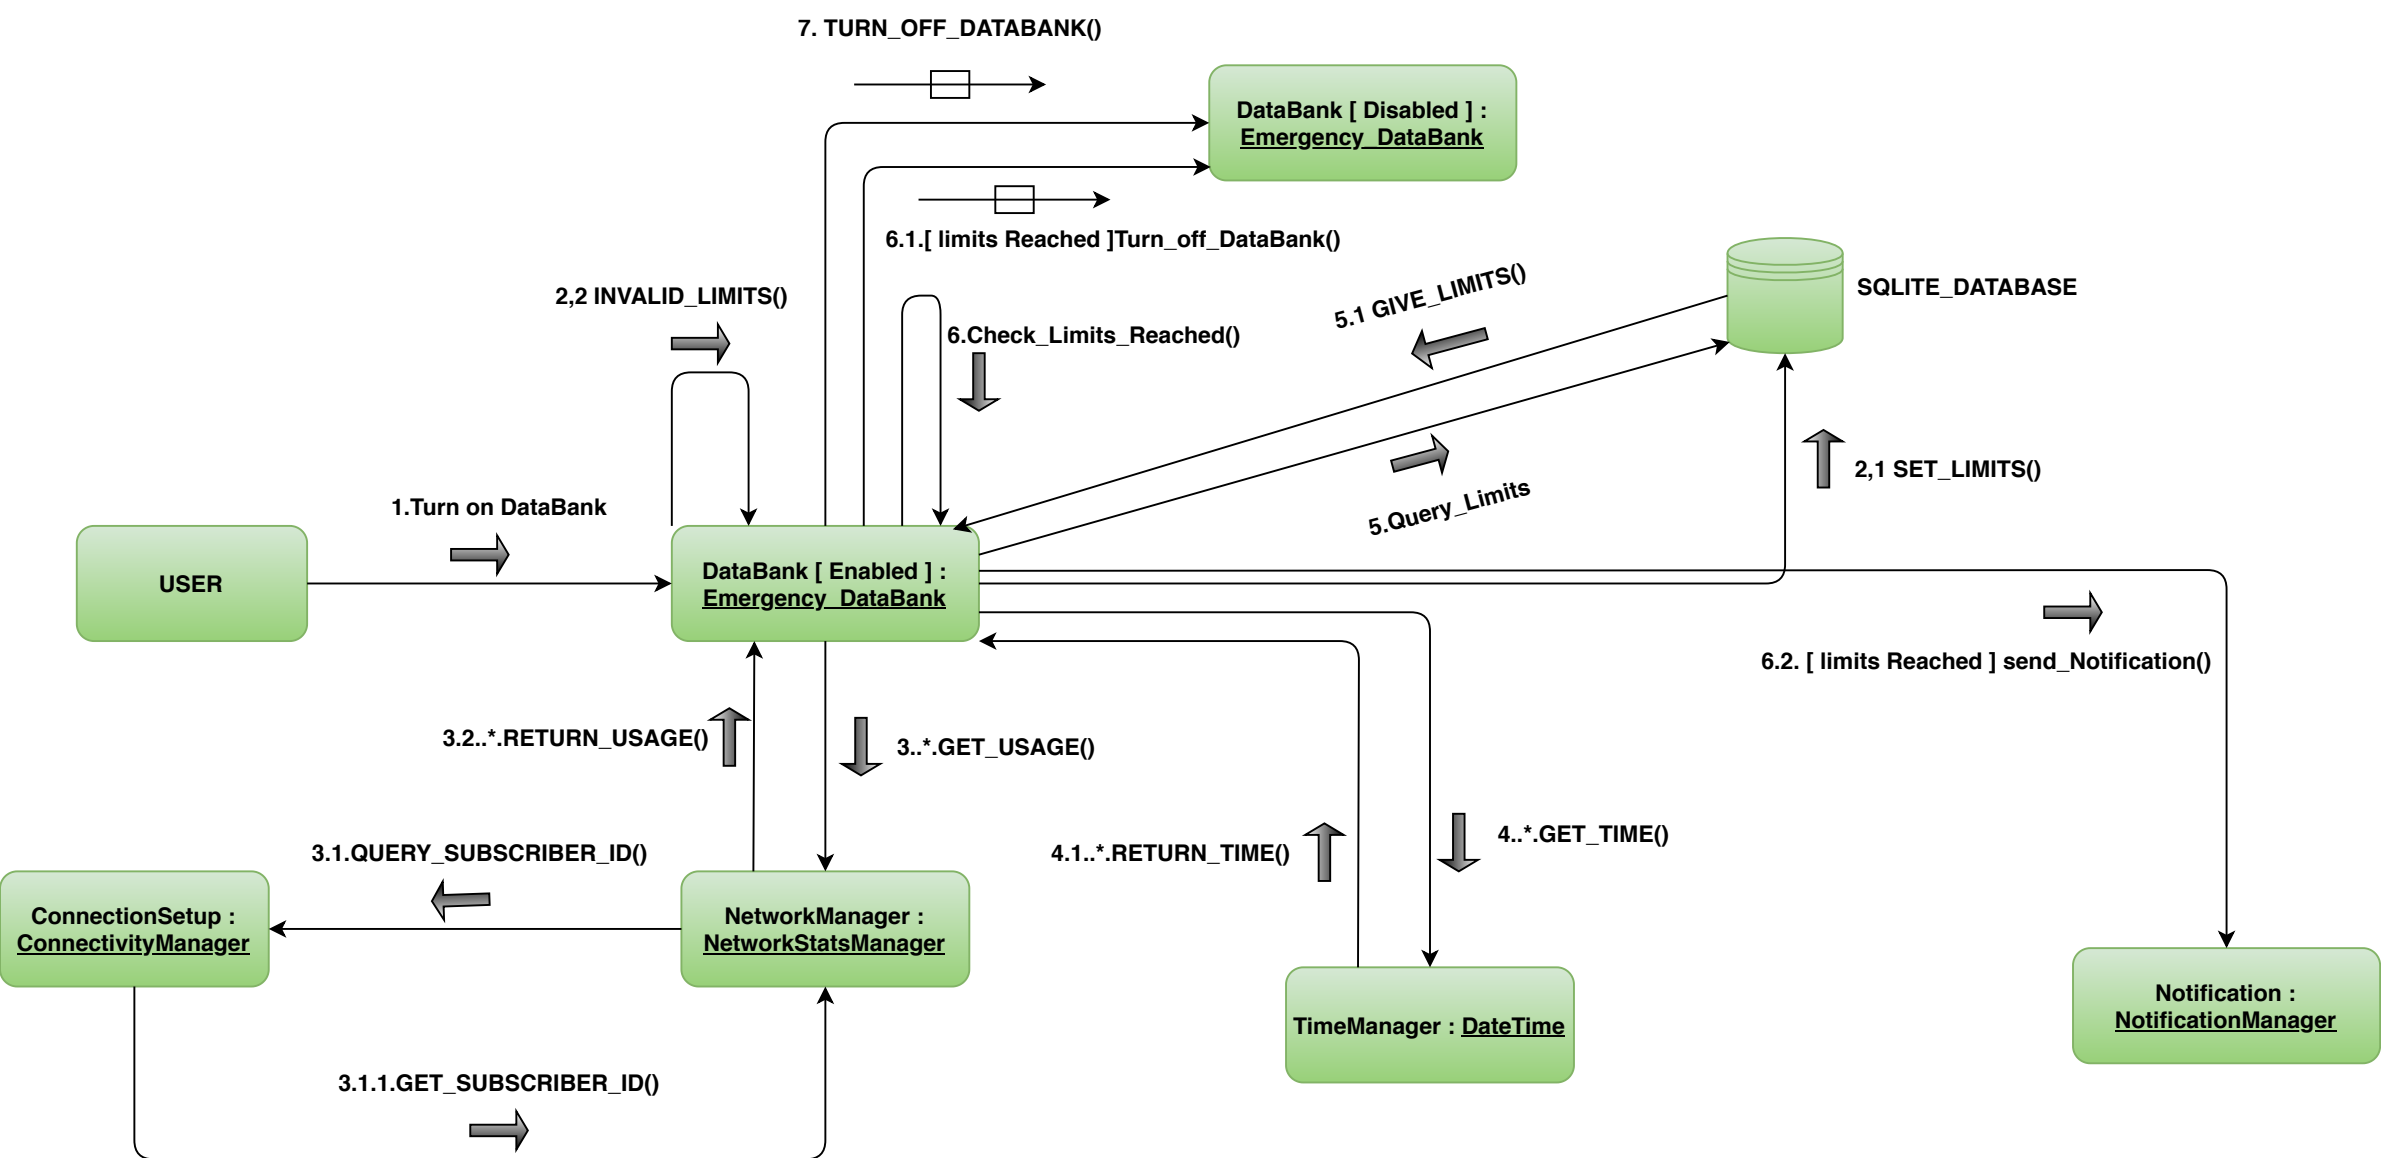 7. TURN_OFF_DATABANK()
DataBank [ Disabled ] :
Emergency_DataBank
6.1.[ limits Reached ]Turn_off_DataBank()
2,2 INVALID_LIMITS()
6.Check_Limits_Reached()
5.1 GIVE_LIMITS()
SQLITE_DATABASE
2,1 SET_LIMITS()
5.Query_Limits
1.Turn on DataBank
USER
DataBank [ Enabled ] :
Emergency_DataBank
6.2. [ limits Reached ] send_Notification()
3.2..*.RETURN_USAGE()
3..*.GET_USAGE()
4..*.GET_TIME()
4.1..*.RETURN_TIME()
3.1.QUERY_SUBSCRIBER_ID()
ConnectionSetup :
ConnectivityManager
NetworkManager :
NetworkStatsManager
TimeManager : DateTime
Notification :
NotificationManager
3.1.1.GET_SUBSCRIBER_ID()